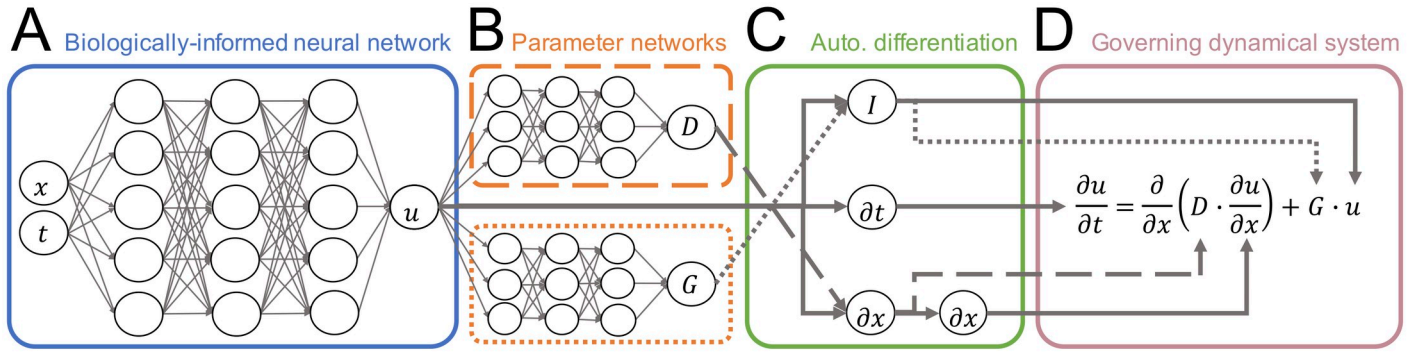 A Biologically-informed neural network
B Parameter networks
C Auto. differentiation
D Governing dynamical system
x
t
u
D
G
I
∂t
∂x
∂x
∂u/∂t = ∂/∂x (D · ∂u/∂x) + G · u